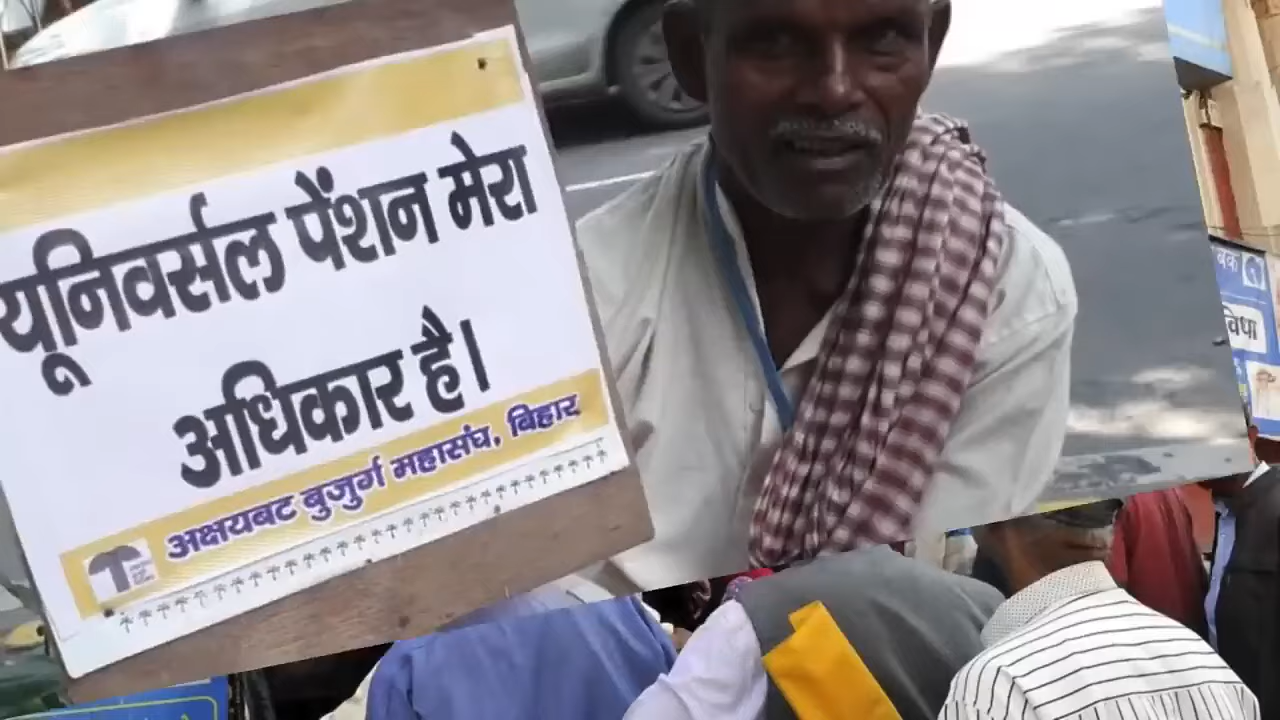 यूनिवर्सल पेंशन मेरा
अधिकार है।
अक्षयबट बुजुर्ग महासंघ, बिहार
विधा